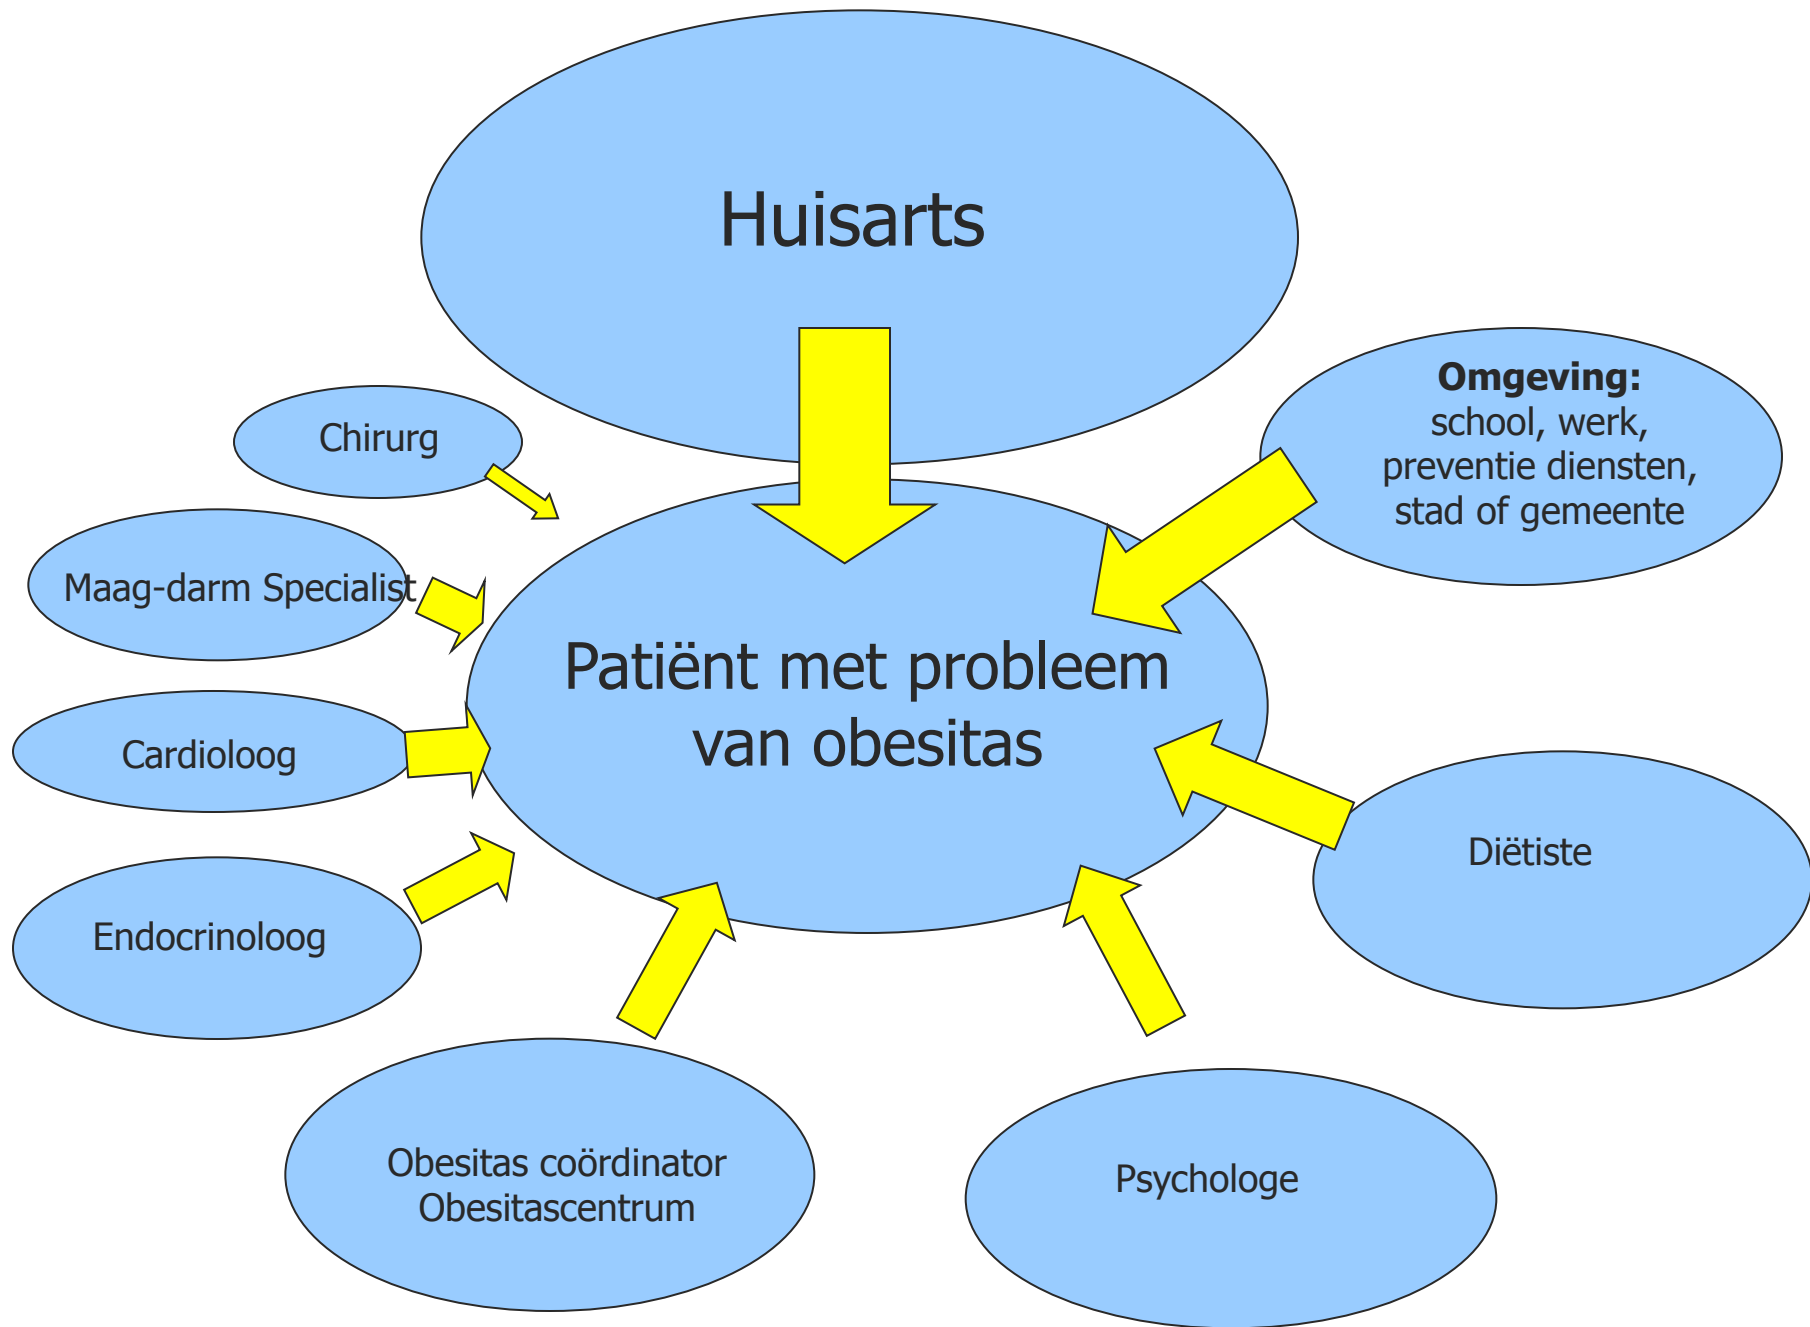 Huisarts
Chirurg
Omgeving:
school, werk,
preventie diensten,
stad of gemeente
Maag-darm Specialist
Patiënt met probleem
van obesitas
Cardioloog
Diëtiste
Endocrinoloog
Obesitas coördinator
Obesitascentrum
Psychologe